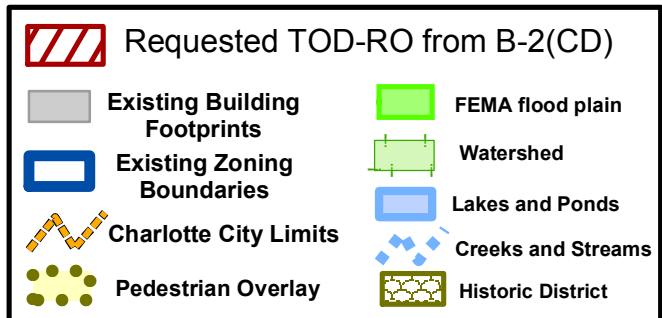 Requested TOD-RO from B-2(CD)
Existing Building
Footprints
Existing Zoning
Boundaries
Charlotte City Limits
Pedestrian Overlay
FEMA flood plain
Watershed
Lakes and Ponds
Creeks and Streams
Historic District